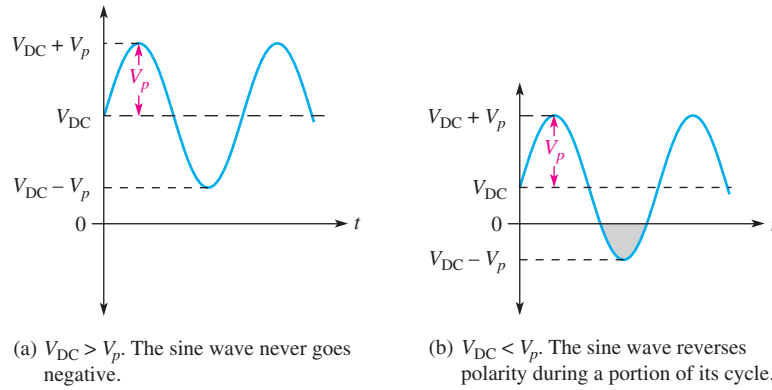 V_DC + V_p
V_p
V_DC
V_DC − V_p
0
t
(a) V_DC > V_p. The sine wave never goes
negative.
V_DC + V_p
V_p
V_DC
0
V_DC − V_p
(b) V_DC < V_p. The sine wave reverses
polarity during a portion of its cycle.